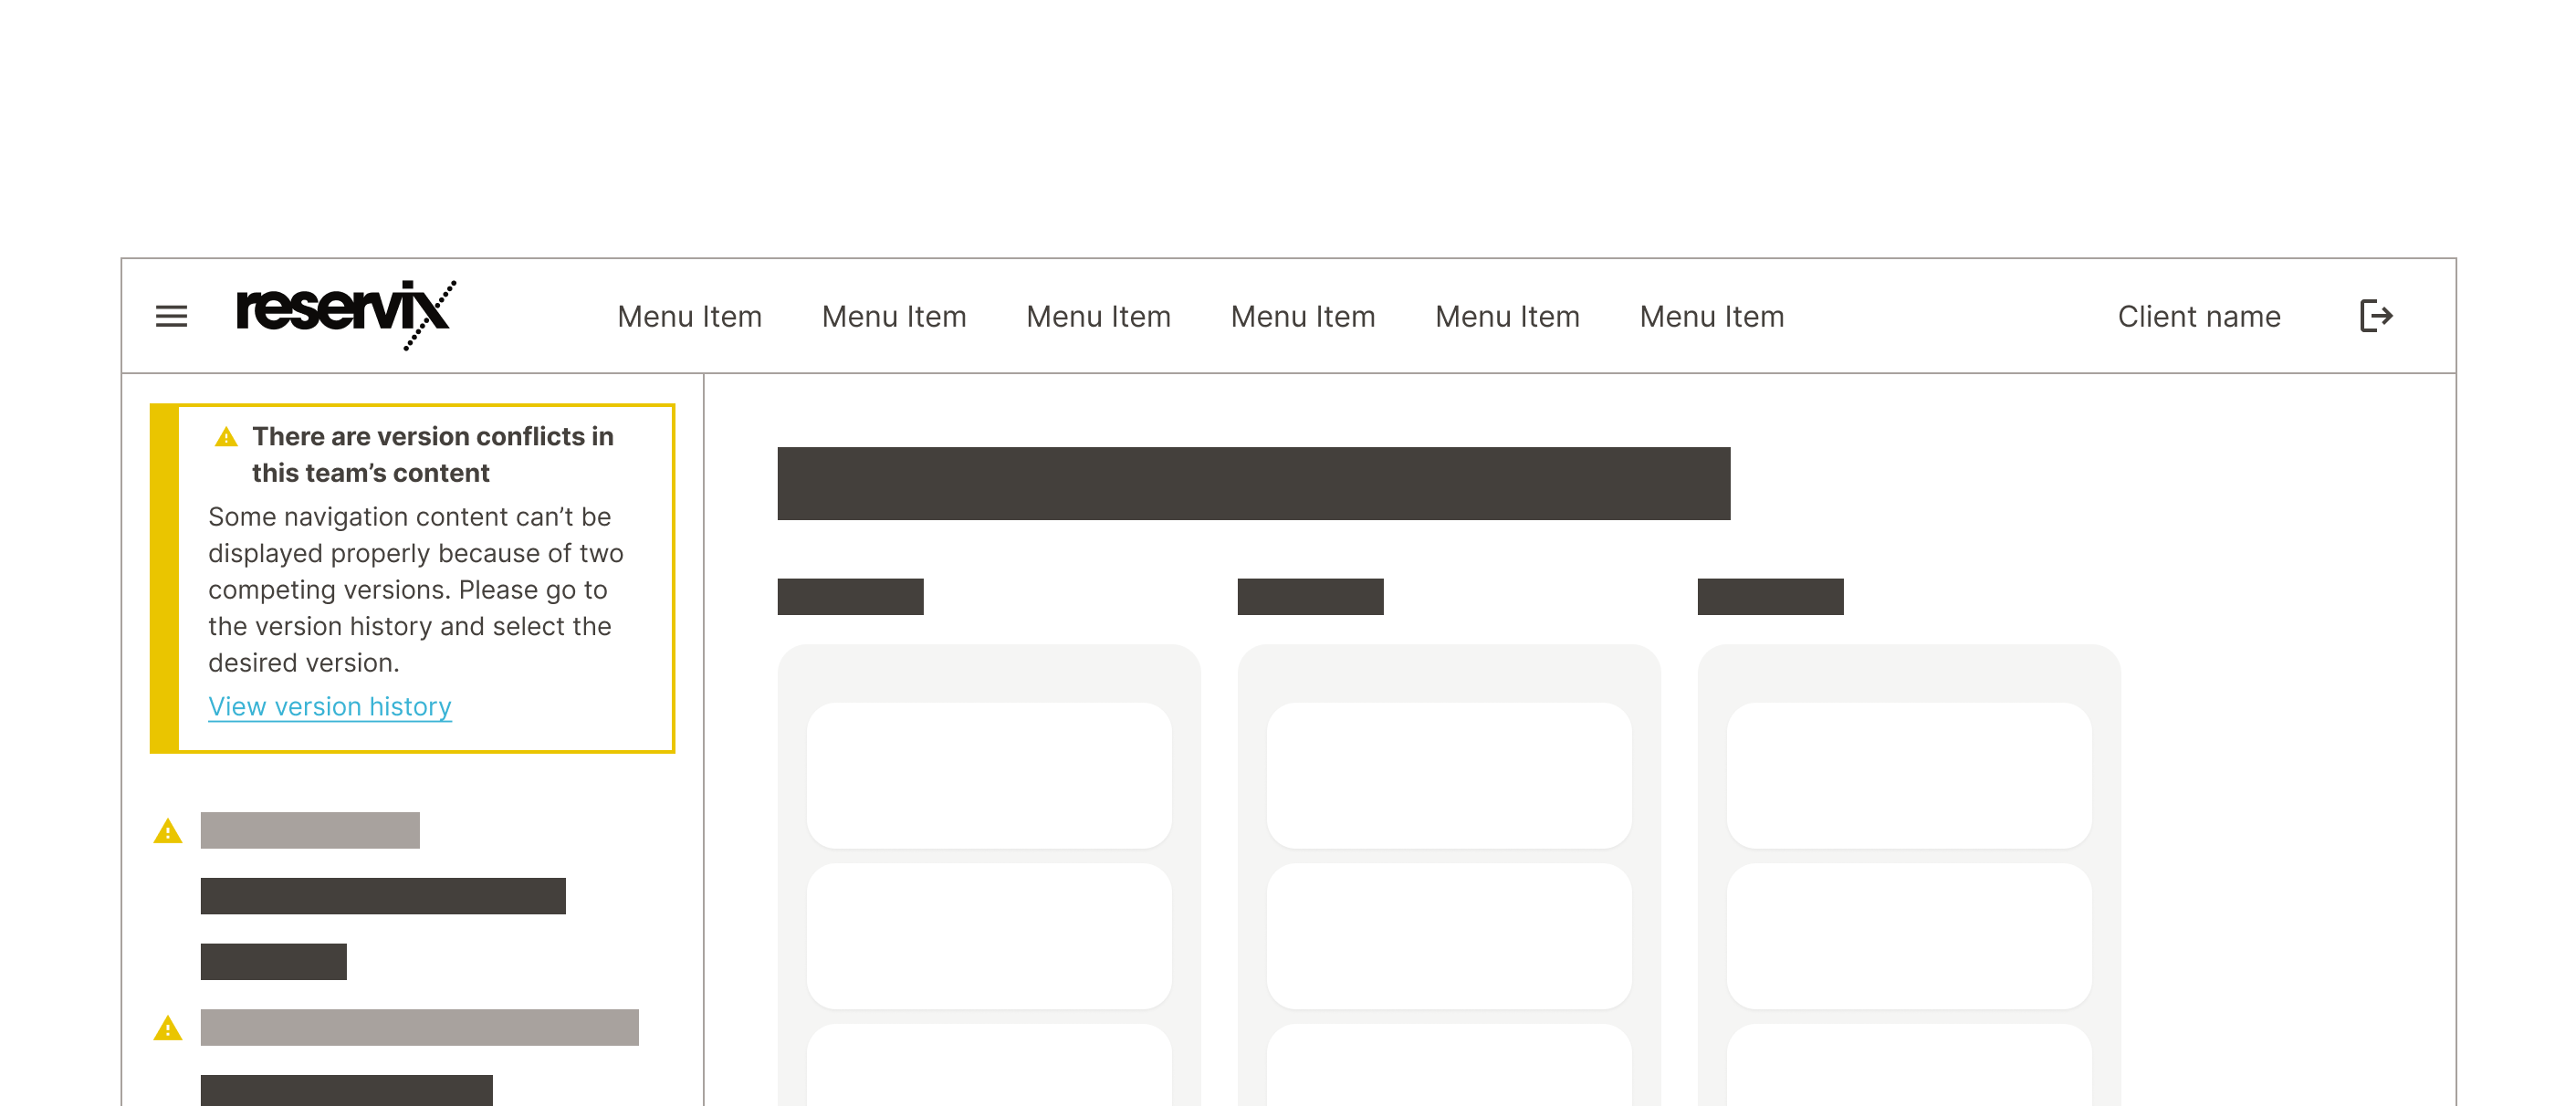 reservix
Menu Item
Menu Item
Menu Item
Menu Item
Menu Item
Menu Item
Client name
There are version conflicts in
this team’s content
Some navigation content can’t be
displayed properly because of two
competing versions. Please go to
the version history and select the
desired version.
View version history